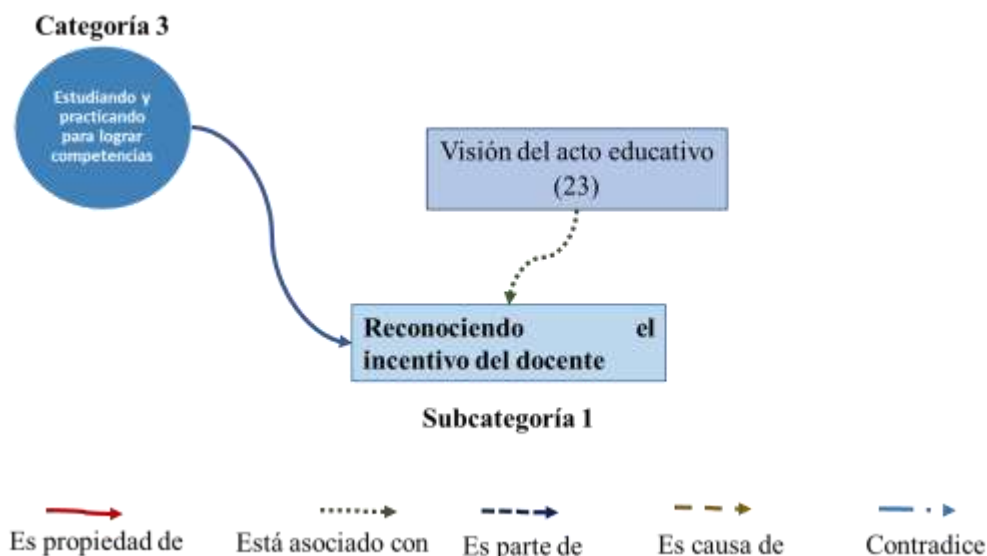 Categoría 3
Estudiando y
practicando
para lograr
competencias
Visión del acto educativo
(23)
Reconociendo el
incentivo del docente
Subcategoría 1
Es propiedad de
Está asociado con
Es parte de
Es causa de
Contradice